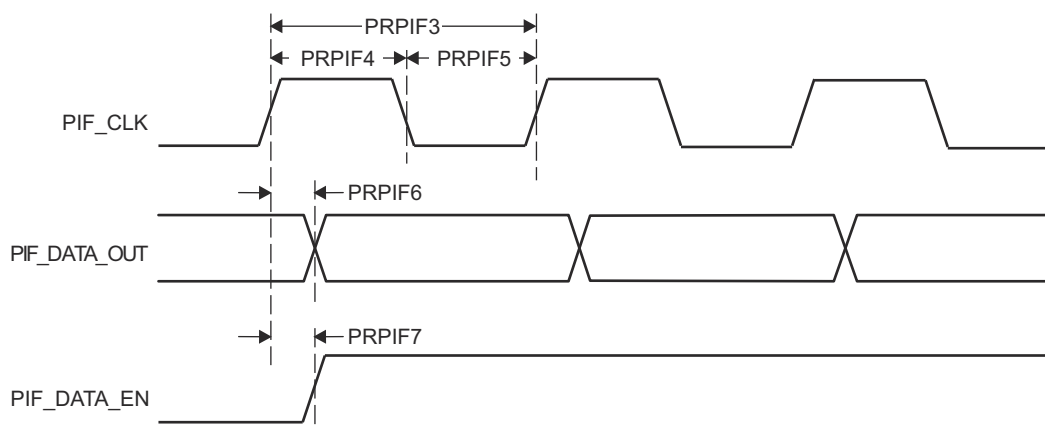 PRPIF3
PRPIF4
PRPIF5
PIF_CLK
PRPIF6
PIF_DATA_OUT
PRPIF7
PIF_DATA_EN